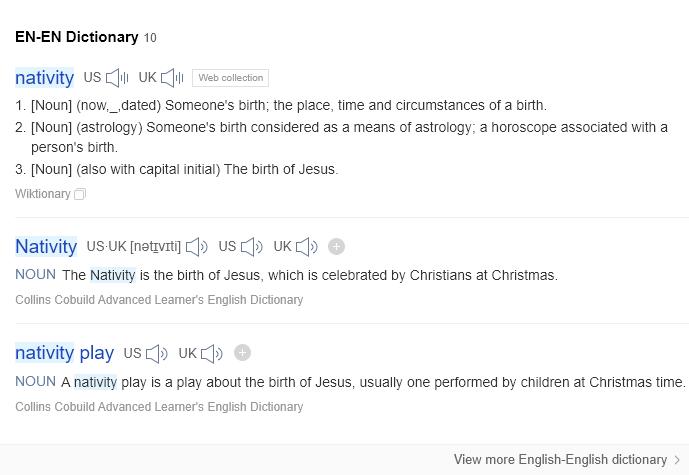 EN-EN Dictionary 10
nativity US UK Web collection
1. [Noun] (now,_,dated) Someone's birth; the place, time and circumstances of a birth.
2. [Noun] (astrology) Someone's birth considered as a means of astrology; a horoscope associated with a
person's birth.
3. [Noun] (also with capital initial) The birth of Jesus.
Wiktionary
Nativity US·UK [nətɪvɪti] US UK
NOUN The Nativity is the birth of Jesus, which is celebrated by Christians at Christmas.
Collins Cobuild Advanced Learner's English Dictionary
nativity play US UK
NOUN A nativity play is a play about the birth of Jesus, usually one performed by children at Christmas time.
Collins Cobuild Advanced Learner's English Dictionary
View more English-English dictionary